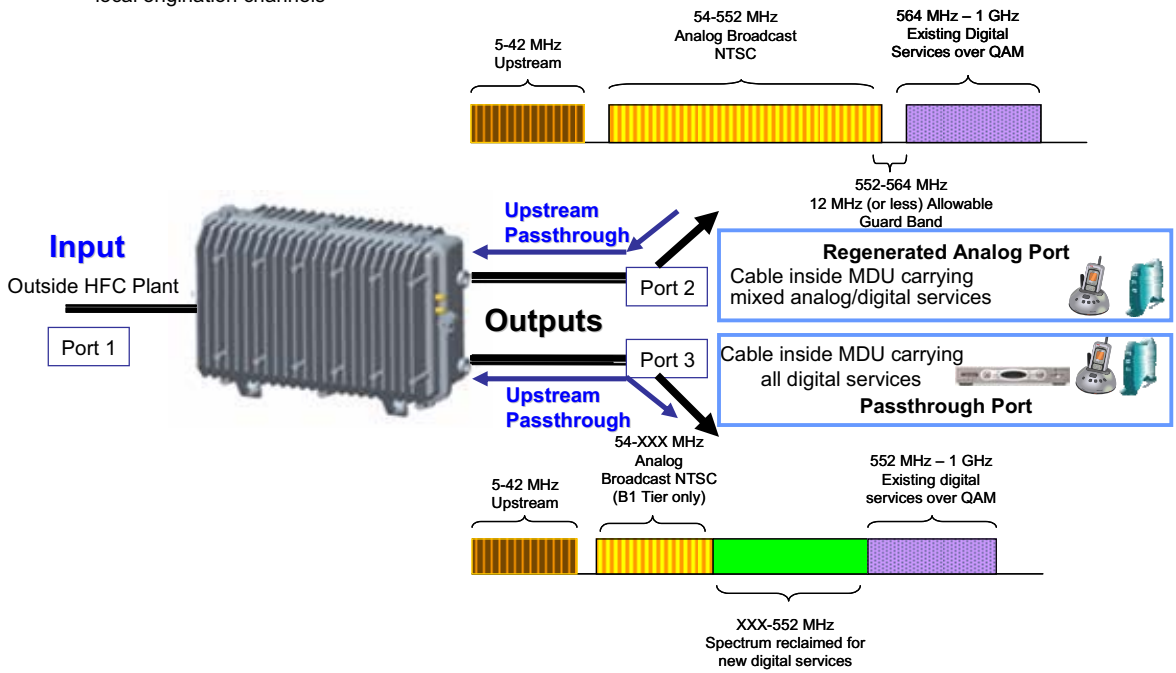 54-552 MHz
Analog Broadcast
NTSC
564 MHz – 1 GHz
Existing Digital
Services over QAM
5-42 MHz
Upstream
552-564 MHz
12 MHz (or less) Allowable
Guard Band
Upstream
Passthrough
Input
Outside HFC Plant
Port 1
Port 2
Regenerated Analog Port
Cable inside MDU carrying
mixed analog/digital services
Outputs
Port 3
Cable inside MDU carrying
all digital services
Passthrough Port
Upstream
Passthrough
54-XXX MHz
Analog
Broadcast NTSC
(B1 Tier only)
5-42 MHz
Upstream
552 MHz – 1 GHz
Existing digital
services over QAM
XXX-552 MHz
Spectrum reclaimed for
new digital services